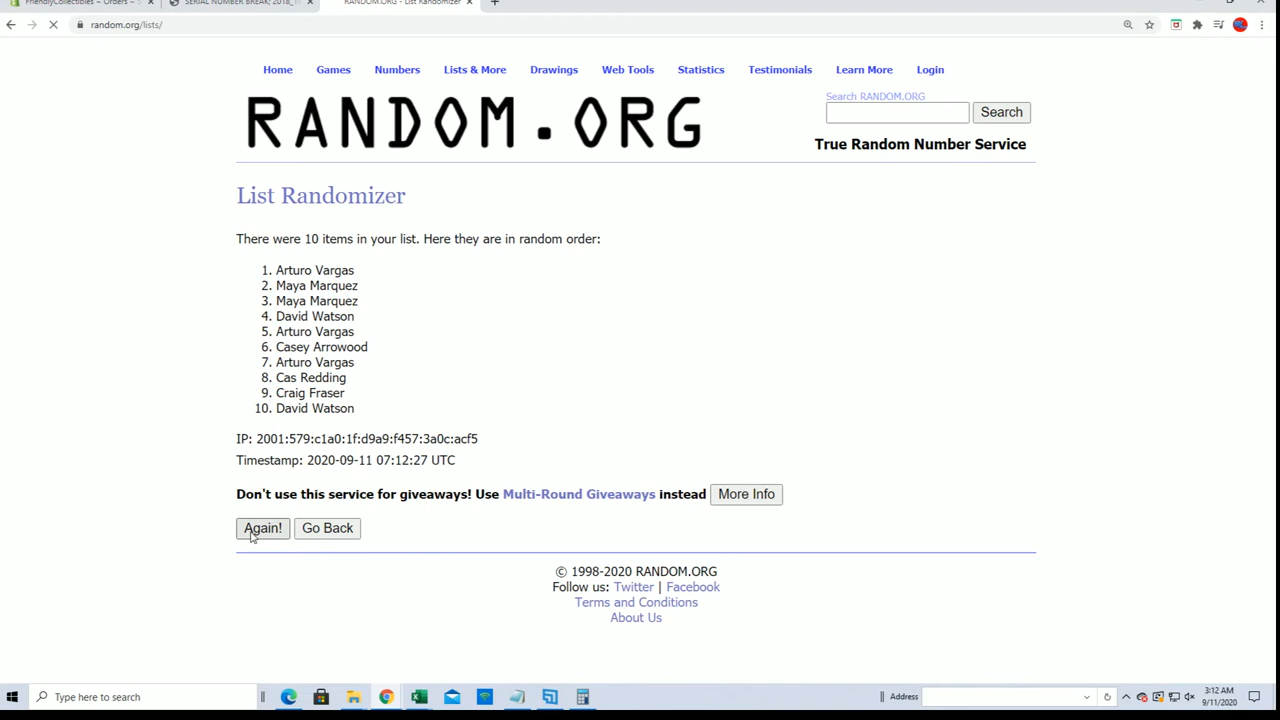 FriendlyCollectibles ~ Orders ~
SERIAL NUMBER BREAK; 2018_1
RANDOM.ORG - List Randomizer
random.org/lists/
Home Games Numbers Lists & More Drawings Web Tools Statistics Testimonials Learn More Login
RANDOM.ORG
Search RANDOM.ORG
Search
True Random Number Service
List Randomizer
There were 10 items in your list. Here they are in random order:
1. Arturo Vargas
2. Maya Marquez
3. Maya Marquez
4. David Watson
5. Arturo Vargas
6. Casey Arrowood
7. Arturo Vargas
8. Cas Redding
9. Craig Fraser
10. David Watson
IP: 2001:579:c1a0:1f:d9a9:f457:3a0c:acf5
Timestamp: 2020-09-11 07:12:27 UTC
Don't use this service for giveaways! Use Multi-Round Giveaways instead More Info
Again! Go Back
© 1998-2020 RANDOM.ORG
Follow us: Twitter | Facebook
Terms and Conditions
About Us
Type here to search
Address
3:12 AM
9/11/2020